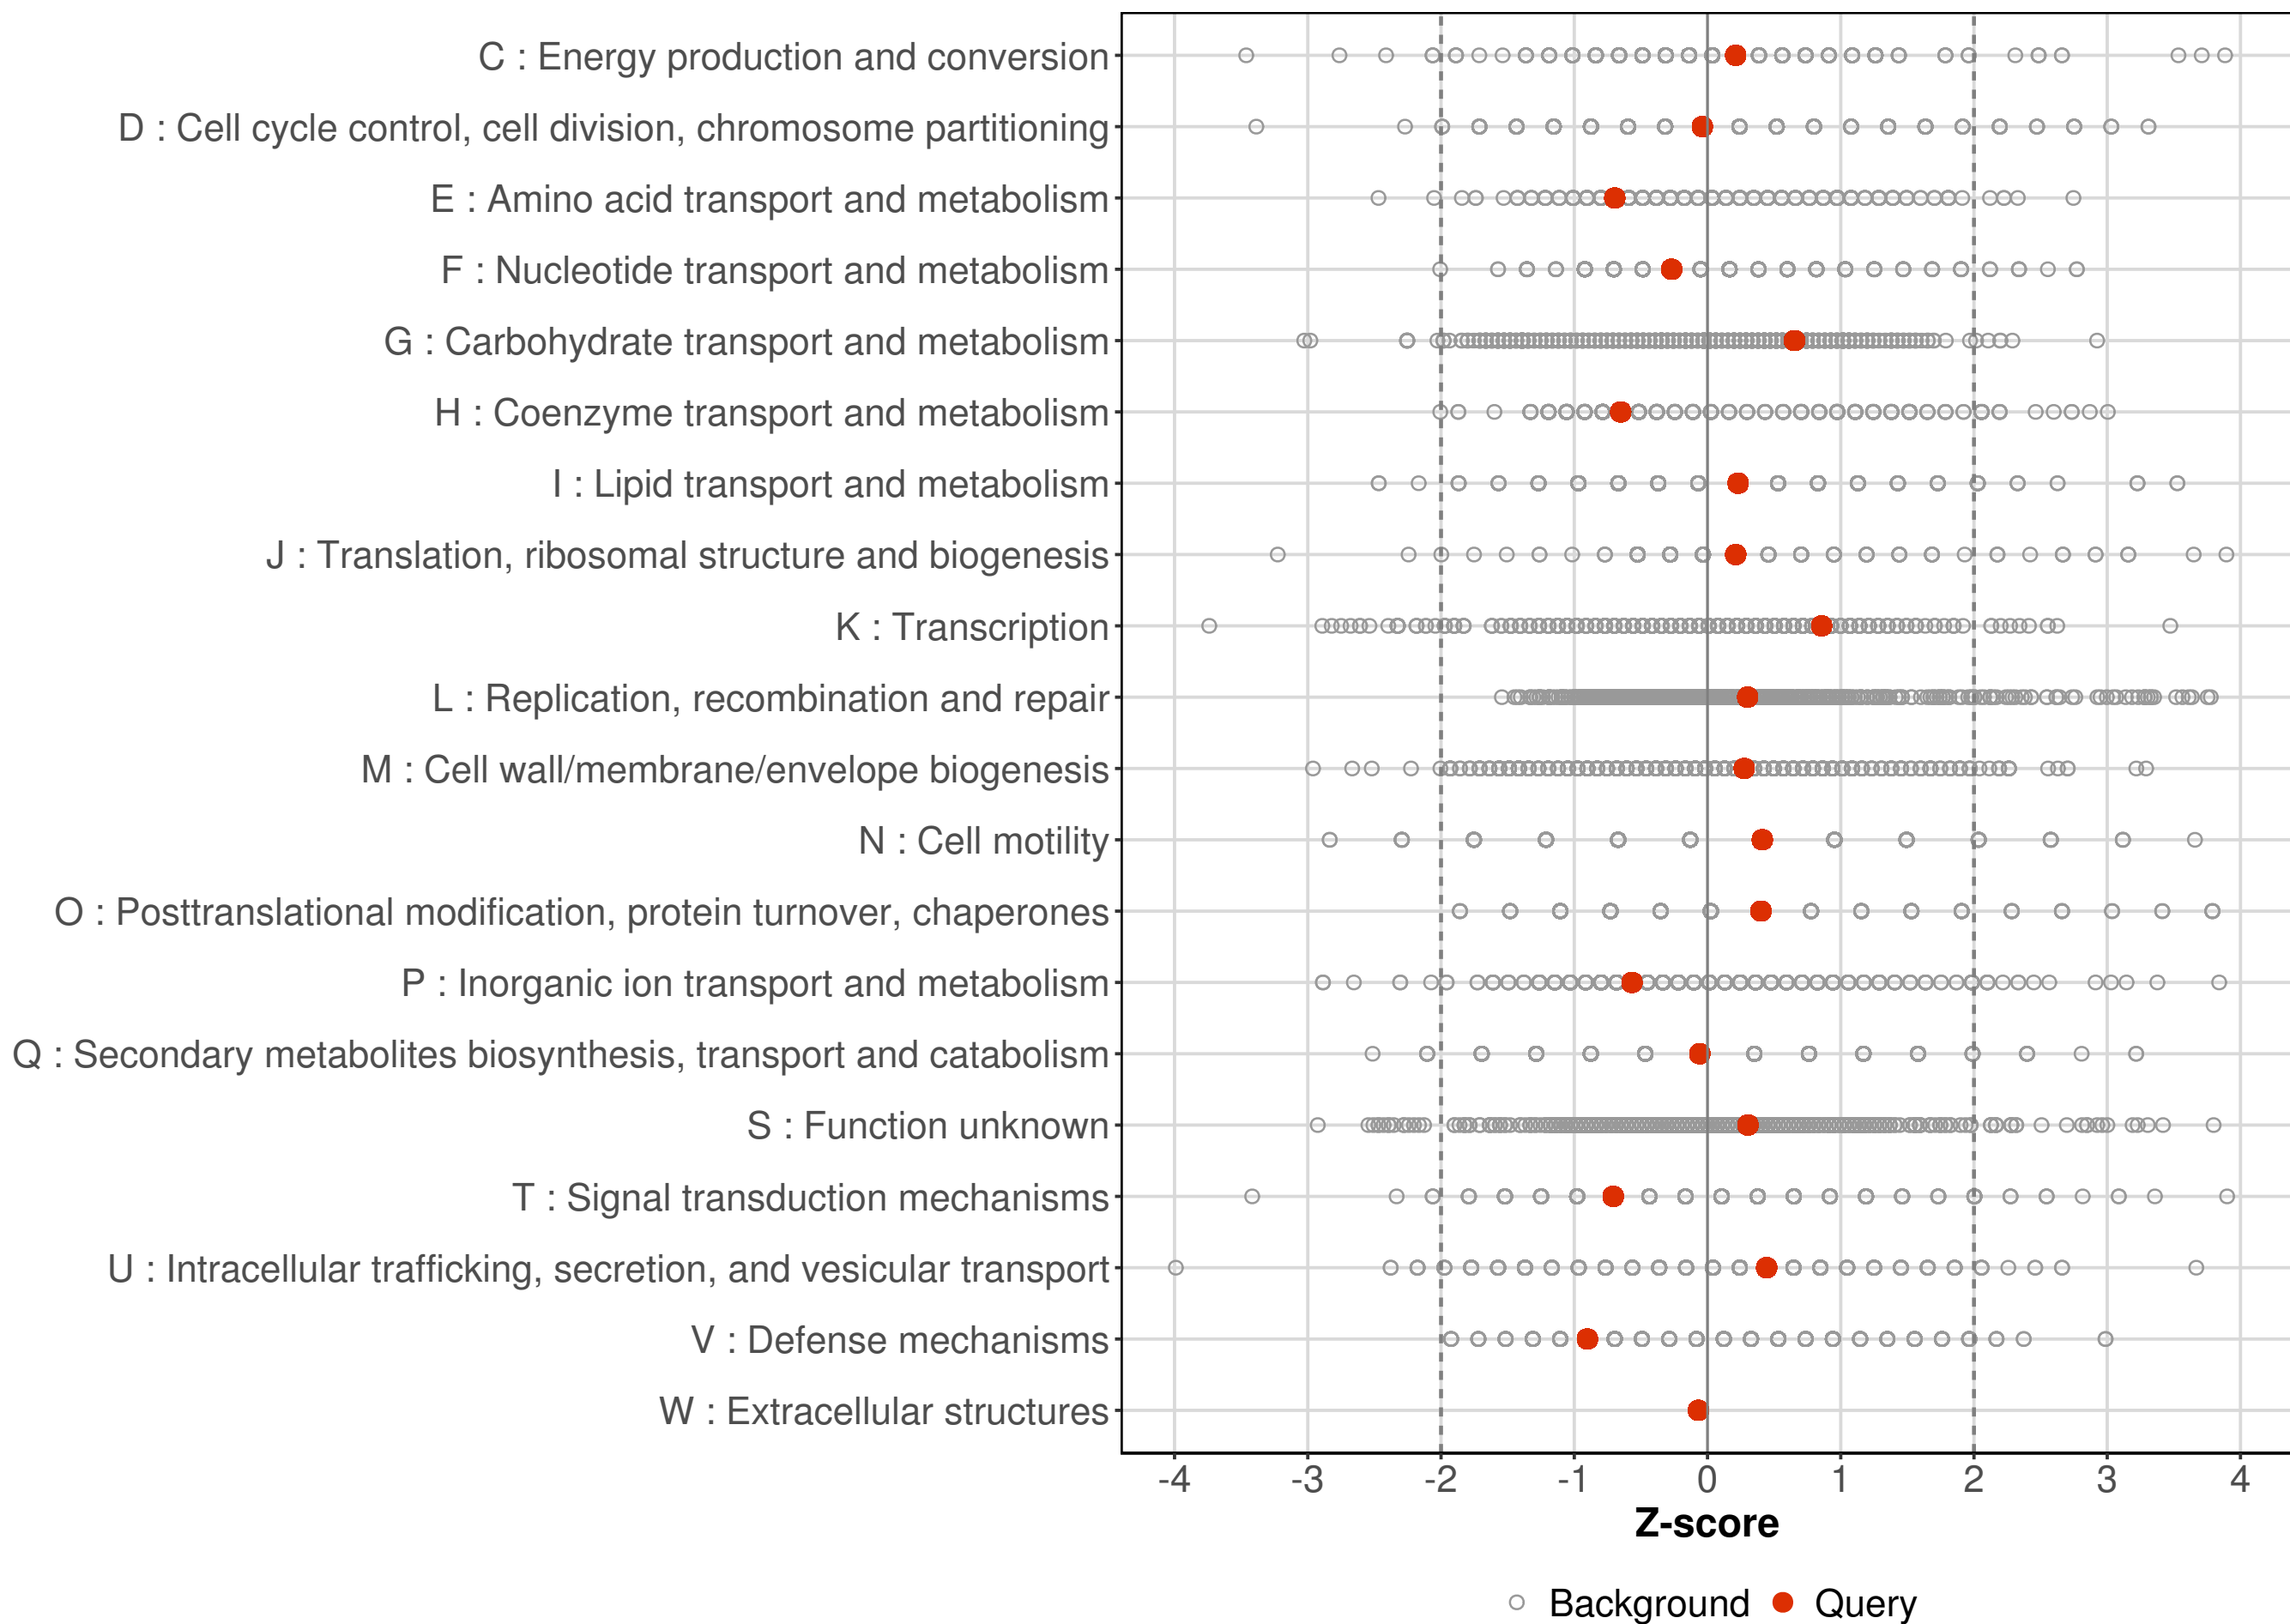 C : Energy production and conversion
D : Cell cycle control, cell division, chromosome partitioning
E : Amino acid transport and metabolism
F : Nucleotide transport and metabolism
G : Carbohydrate transport and metabolism
H : Coenzyme transport and metabolism
I : Lipid transport and metabolism
J : Translation, ribosomal structure and biogenesis
K : Transcription
L : Replication, recombination and repair
M : Cell wall/membrane/envelope biogenesis
N : Cell motility
O : Posttranslational modification, protein turnover, chaperones
P : Inorganic ion transport and metabolism
Q : Secondary metabolites biosynthesis, transport and catabolism
S : Function unknown
T : Signal transduction mechanisms
U : Intracellular trafficking, secretion, and vesicular transport
V : Defense mechanisms
W : Extracellular structures
-4 -3 -2 -1 0 1 2 3 4
Z-score
Background Query